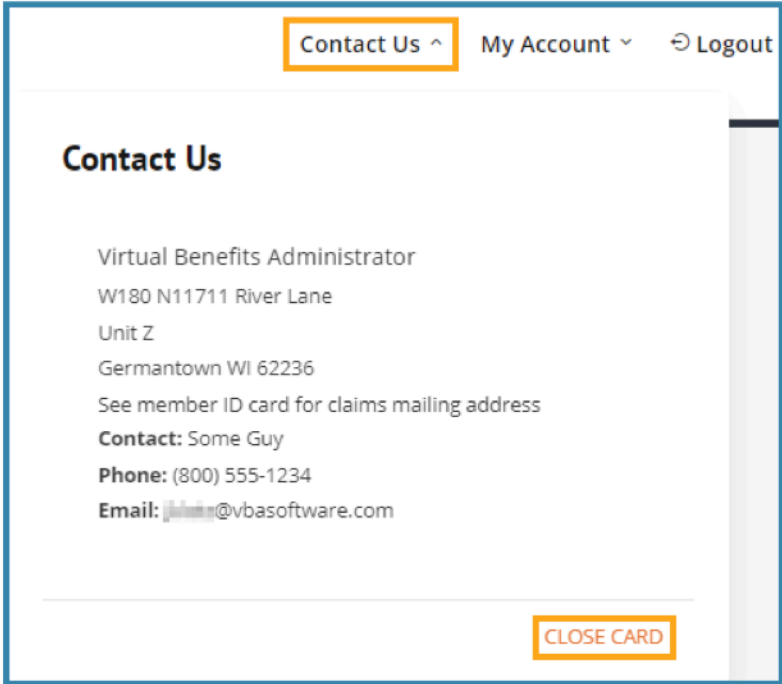 Contact Us My Account Logout
Contact Us
Virtual Benefits Administrator
W180 N11711 River Lane
Unit Z
Germantown WI 62236
See member ID card for claims mailing address
Contact: Some Guy
Phone: (800) 555-1234
Email: @vbasoftware.com
CLOSE CARD